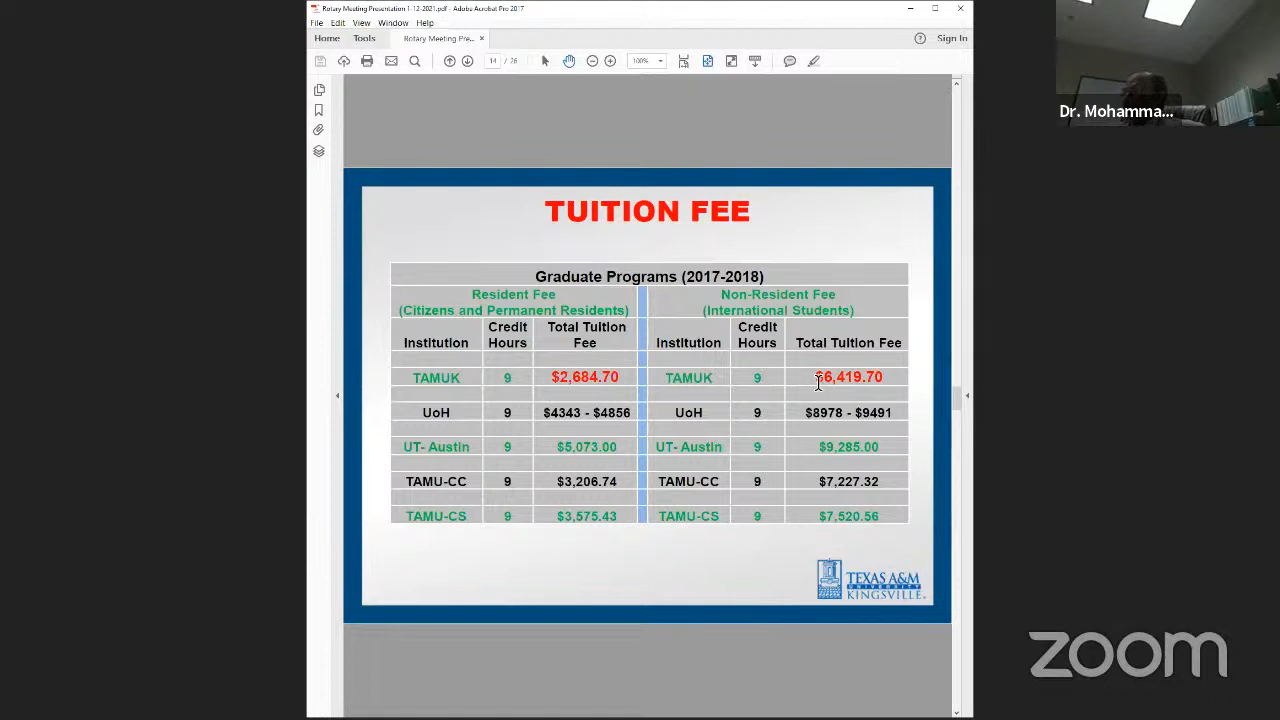 Rotary Meeting Presentation 1-12-2021.pdf - Adobe Acrobat Pro 2017
File Edit View Window Help
Home Tools Rotary Meeting Pre... × Sign In
14 / 26 100%
Dr. Mohamma...
TUITION FEE
Graduate Programs (2017-2018)
Resident Fee Non-Resident Fee
(Citizens and Permanent Residents) (International Students)
Institution Credit Hours Total Tuition Fee Institution Credit Hours Total Tuition Fee
TAMUK 9 $2,684.70 TAMUK 9 $6,419.70
UoH 9 $4343 - $4856 UoH 9 $8978 - $9491
UT- Austin 9 $5,073.00 UT- Austin 9 $9,285.00
TAMU-CC 9 $3,206.74 TAMU-CC 9 $7,227.32
TAMU-CS 9 $3,575.43 TAMU-CS 9 $7,520.56
TEXAS A&M
UNIVERSITY
KINGSVILLE
zoom